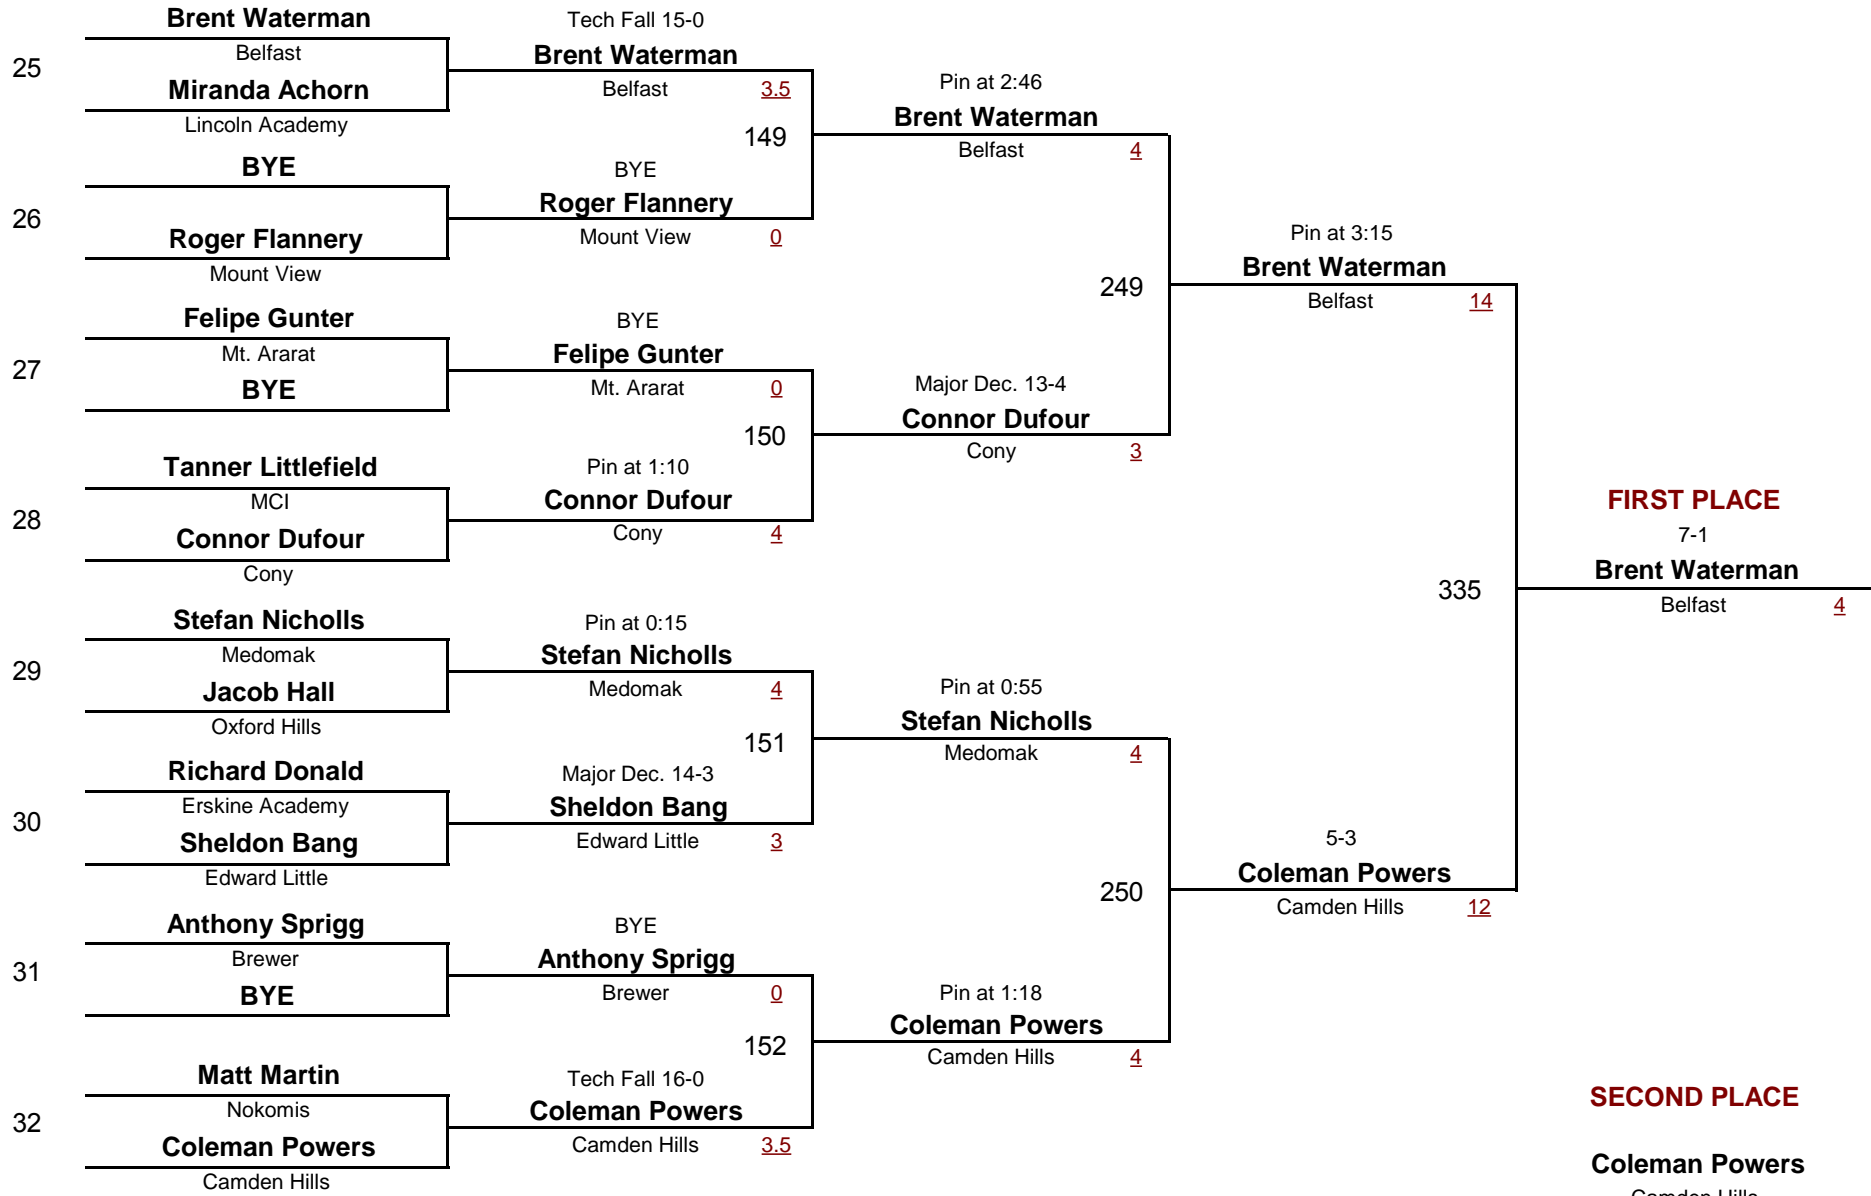 Brent Waterman
Belfast
25
Miranda Achorn
Lincoln Academy
BYE
26
Roger Flannery
Mount View
Felipe Gunter
Mt. Ararat
27
BYE
Tanner Littlefield
MCI
28
Connor Dufour
Cony
Stefan Nicholls
Medomak
29
Jacob Hall
Oxford Hills
Richard Donald
Erskine Academy
30
Sheldon Bang
Edward Little
Anthony Sprigg
Brewer
31
BYE
Matt Martin
Nokomis
32
Coleman Powers
Camden Hills
Tech Fall 15-0
Brent Waterman
Belfast 3.5
149
BYE
Roger Flannery
Mount View 0
BYE
Felipe Gunter
Mt. Ararat 0
150
Pin at 1:10
Connor Dufour
Cony 4
Pin at 0:15
Stefan Nicholls
Medomak 4
151
Major Dec. 14-3
Sheldon Bang
Edward Little 3
BYE
Anthony Sprigg
Brewer 0
152
Tech Fall 16-0
Coleman Powers
Camden Hills 3.5
Pin at 2:46
Brent Waterman
Belfast 4
249
Major Dec. 13-4
Connor Dufour
Cony 3
Pin at 0:55
Stefan Nicholls
Medomak 4
250
Pin at 1:18
Coleman Powers
Camden Hills 4
Pin at 3:15
Brent Waterman
Belfast 14
335
5-3
Coleman Powers
Camden Hills 12
FIRST PLACE
7-1
Brent Waterman
Belfast 4
SECOND PLACE
Coleman Powers
Camden Hills